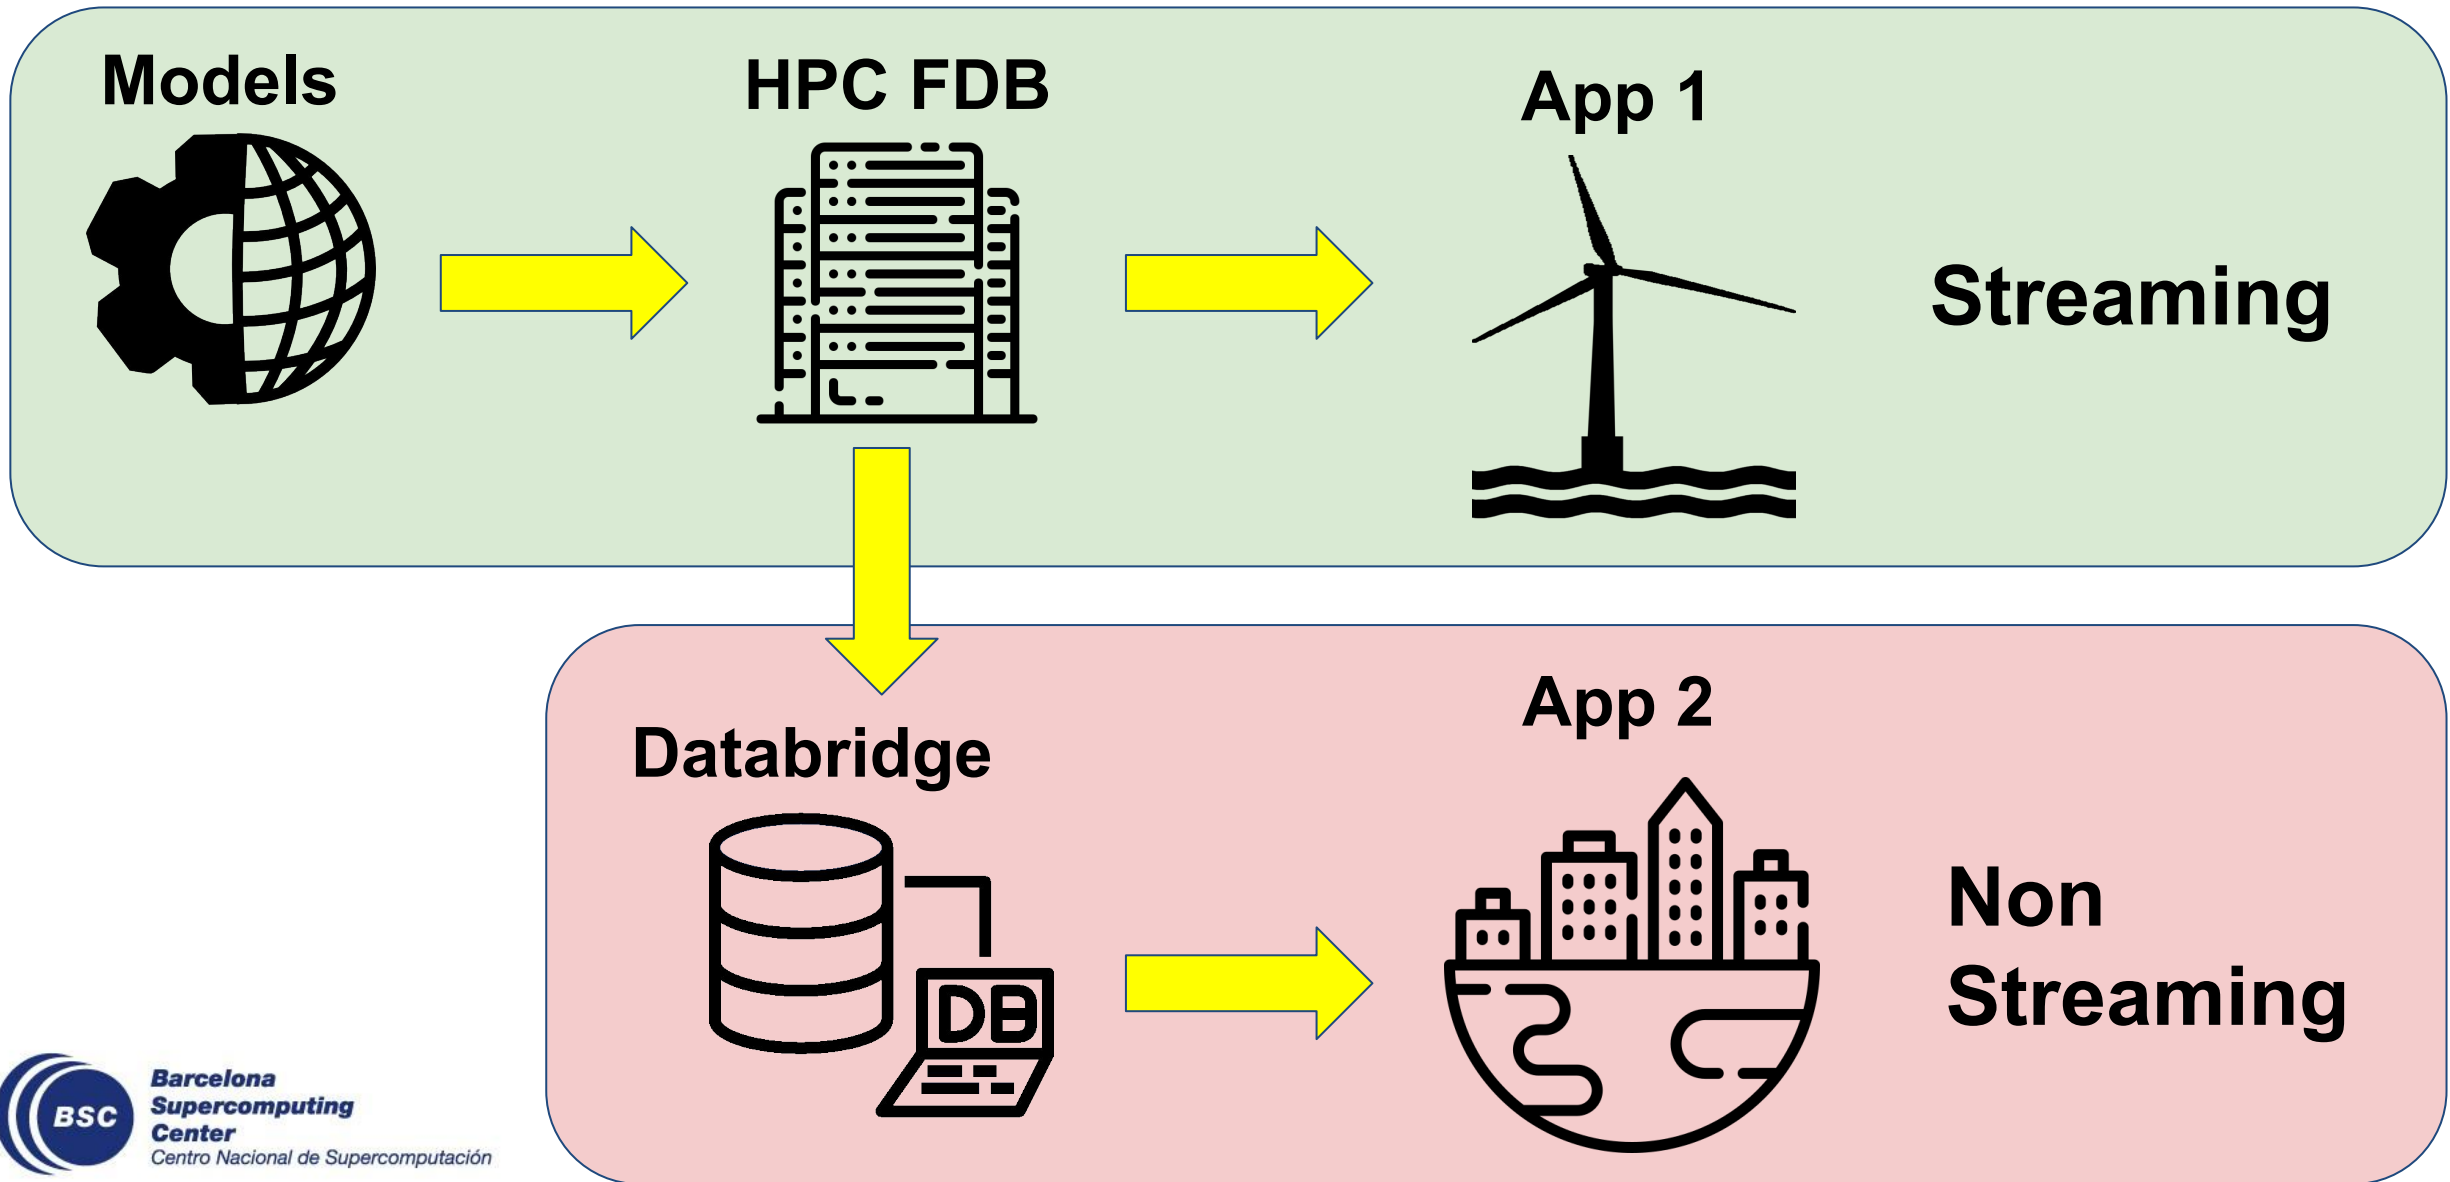 Models
HPC FDB
App 1
Streaming
Databridge
App 2
DB
Non
Streaming
BSC
Barcelona
Supercomputing
Center
Centro Nacional de Supercomputación